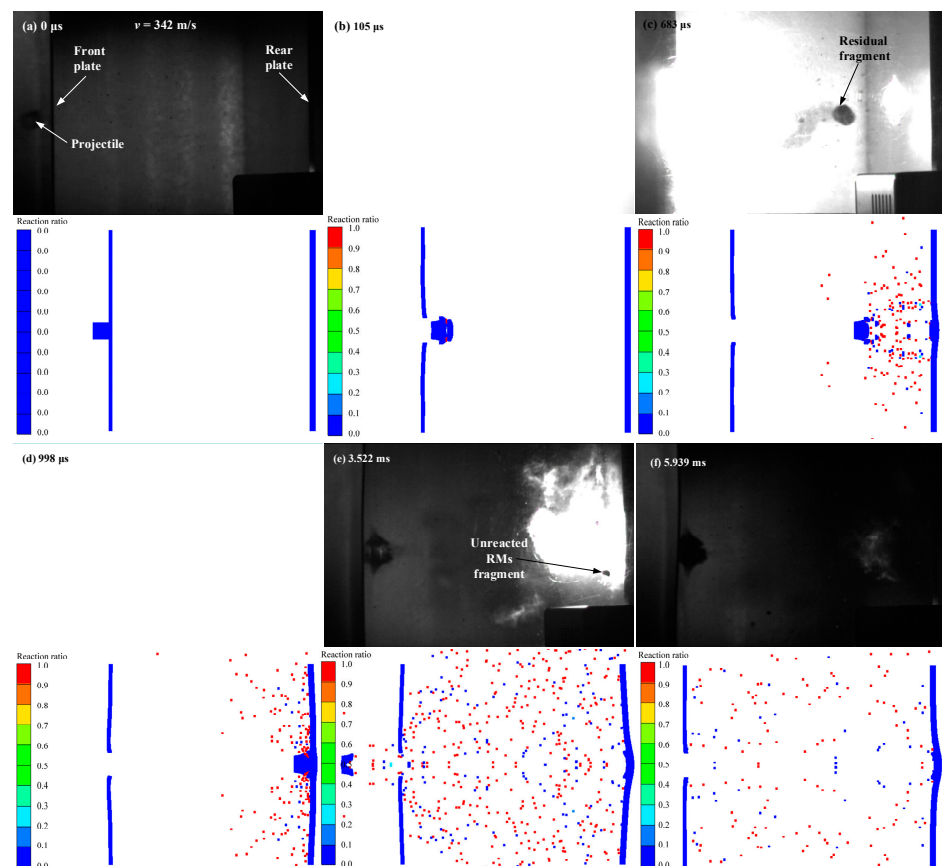 (a) 0 μs
v = 342 m/s
Front
plate
Rear
plate
Projectile
(b) 105 μs
(c) 683 μs
Residual
fragment
Reaction ratio
0.0
0.0
0.0
0.0
0.0
0.0
0.0
0.0
0.0
0.0
0.0
Reaction ratio
1.0
0.9
0.8
0.7
0.6
0.5
0.4
0.3
0.2
0.1
0.0
Reaction ratio
1.0
0.9
0.8
0.7
0.6
0.5
0.4
0.3
0.2
0.1
0.0
(d) 998 μs
(e) 3.522 ms
Unreacted
RMs
fragment
(f) 5.939 ms
Reaction ratio
1.0
0.9
0.8
0.7
0.6
0.5
0.4
0.3
0.2
0.1
0.0
Reaction ratio
1.0
0.9
0.8
0.7
0.6
0.5
0.4
0.3
0.2
0.1
0.0
Reaction ratio
1.0
0.9
0.8
0.7
0.6
0.5
0.4
0.3
0.2
0.1
0.0